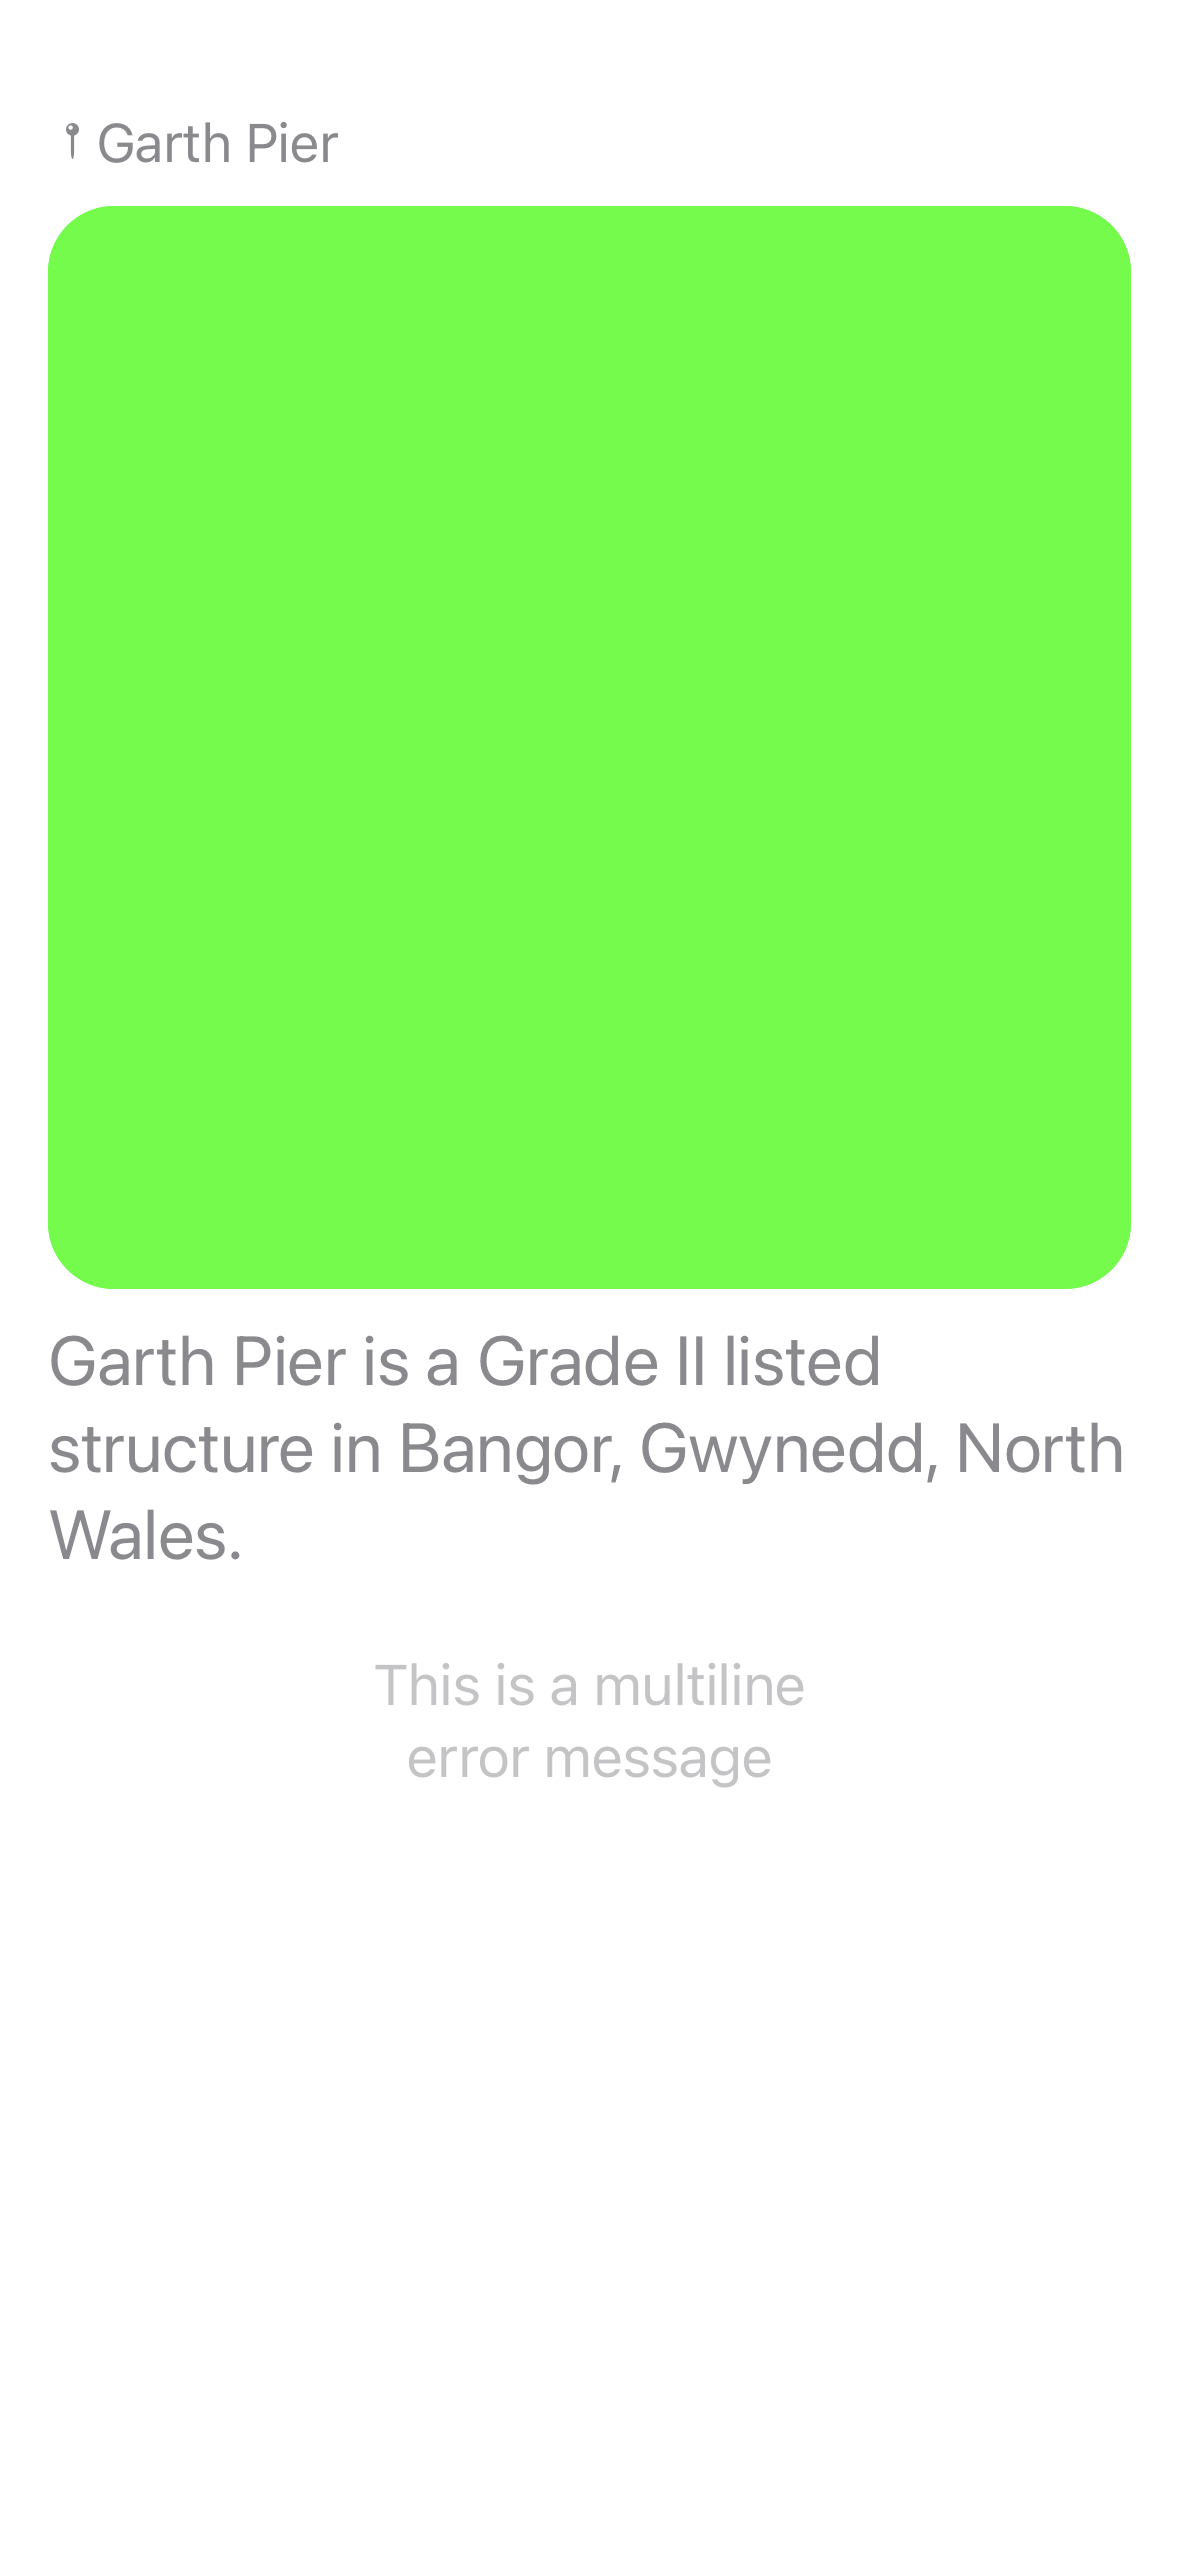 Garth Pier
Garth Pier is a Grade II listed
structure in Bangor, Gwynedd, North
Wales.
This is a multiline
error message